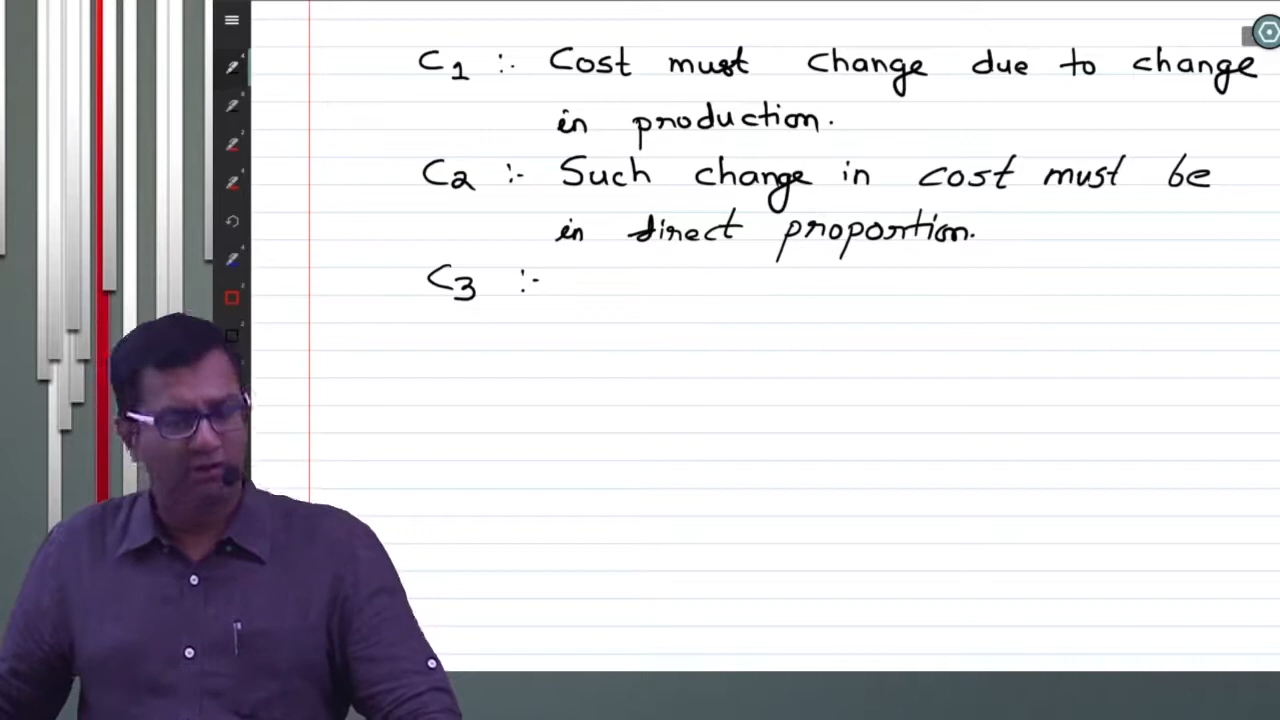 C1 :- Cost must change due to change
in production.
C2 :- Such change in cost must be
in direct proportion.
C3 :-